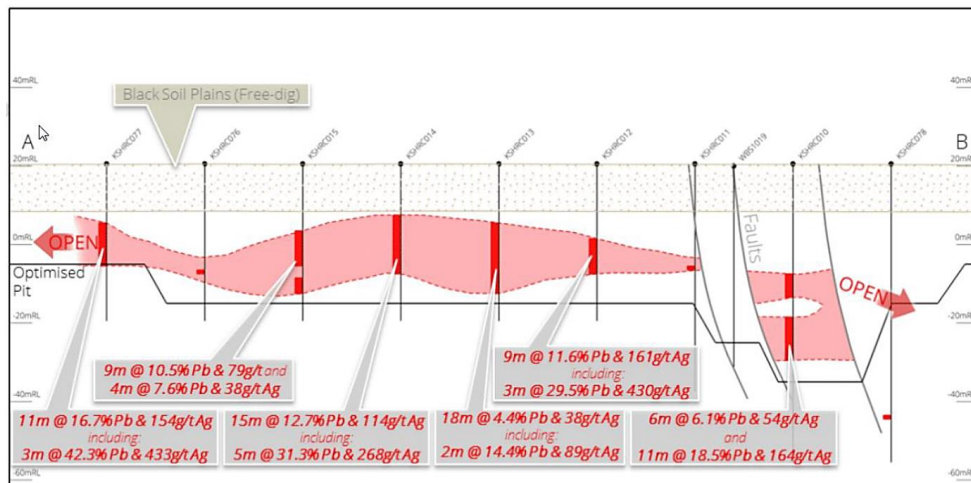 40mRL
40mRL
Black Soil Plains (Free-dig)
A
KSHRC077
KSHRC076
KSHRC015
KSHRC014
KSHRC013
KSHRC012
KSHRC011
WBS1019
KSHRC010
KSHRC078
B
20mRL
20mRL
Faults
0mRL
OPEN
0mRL
Optimised
Pit
OPEN
-20mRL
-20mRL
9m @ 10.5% Pb & 79g/t and
4m @ 7.6% Pb & 38g/tAg
9m @ 11.6% Pb & 161g/tAg
including:
3m @ 29.5% Pb & 430g/tAg
-40mRL
-40mRL
11m @ 16.7% Pb & 154g/tAg
including:
3m @ 42.3% Pb & 433g/tAg
15m @ 12.7% Pb & 114g/tAg
including:
5m @ 31.3% Pb & 268g/tAg
18m @ 4.4% Pb & 38g/tAg
including:
2m @ 14.4% Pb & 89g/tAg
6m @ 6.1% Pb & 54g/tAg
and
11m @ 18.5% Pb & 164g/tAg
-60mRL
-60mRL